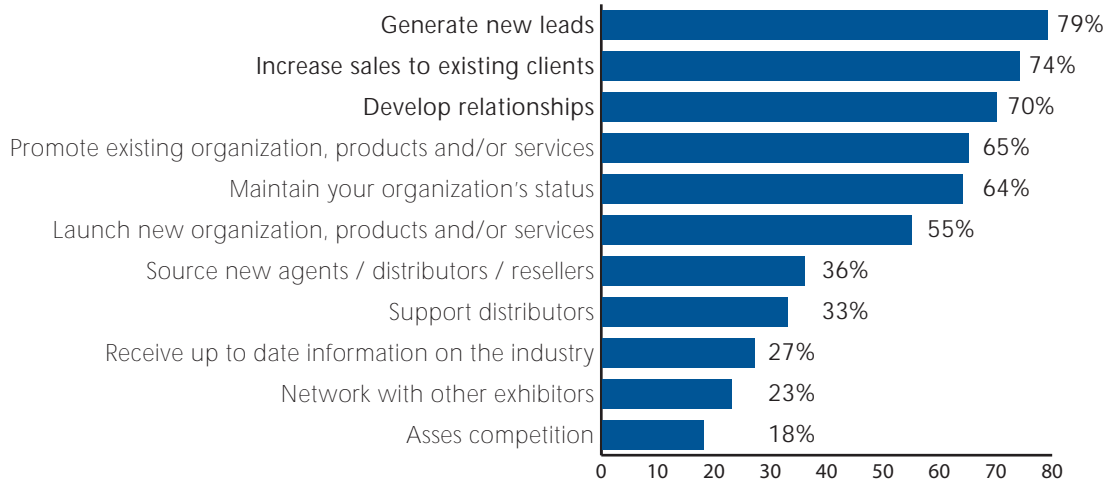 Generate new leads 79%
Increase sales to existing clients 74%
Develop relationships 70%
Promote existing organization, products and/or services 65%
Maintain your organization's status 64%
Launch new organization, products and/or services 55%
Source new agents / distributors / resellers 36%
Support distributors 33%
Receive up to date information on the industry 27%
Network with other exhibitors 23%
Asses competition 18%
0 10 20 30 40 50 60 70 80